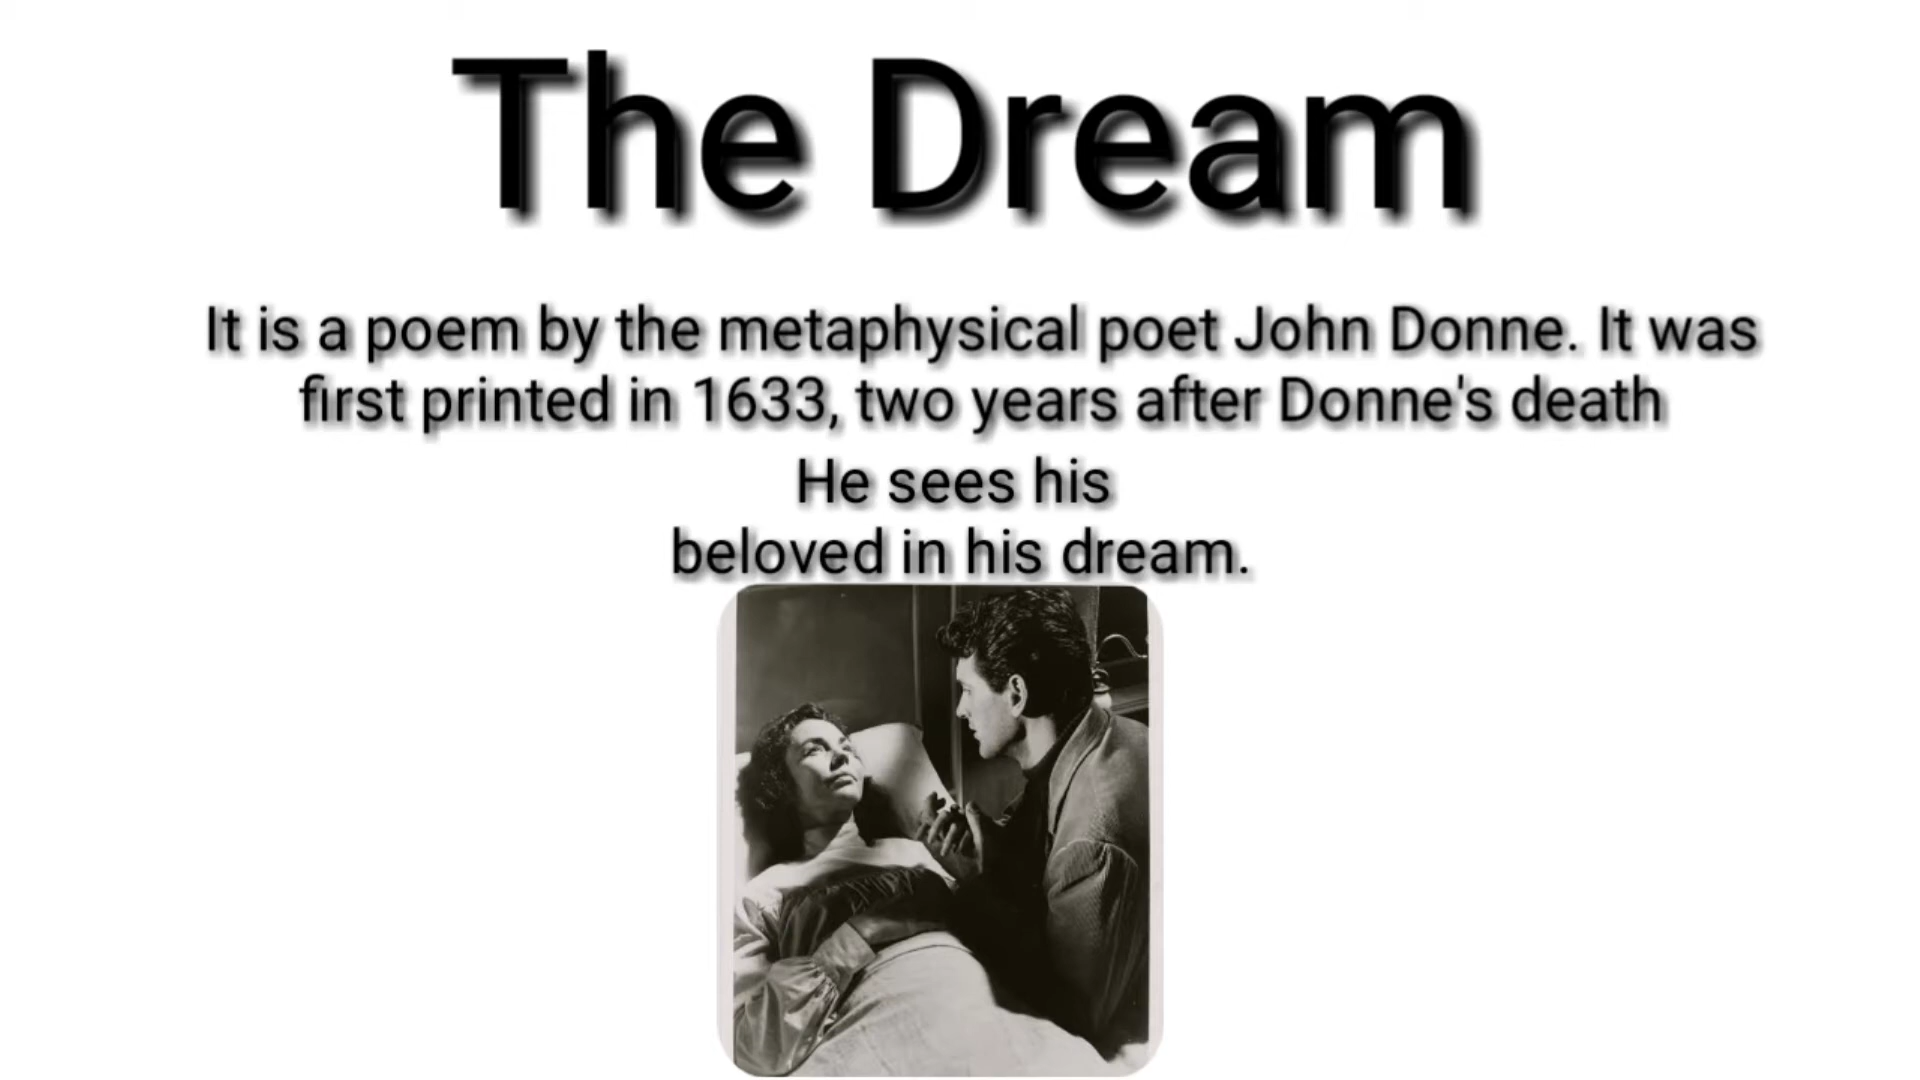 The Dream
It is a poem by the metaphysical poet John Donne. It was
first printed in 1633, two years after Donne's death
He sees his
beloved in his dream.